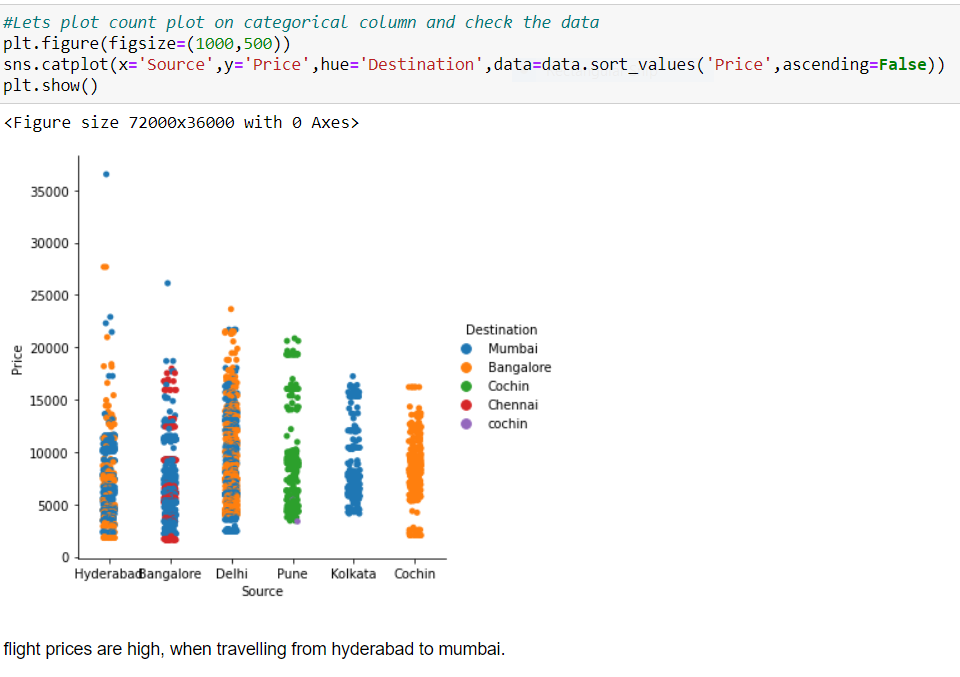 #Lets plot count plot on categorical column and check the data
plt.figure(figsize=(1000,500))
sns.catplot(x='Source',y='Price',hue='Destination',data=data.sort_values('Price',ascending=False))
plt.show()
<Figure size 72000x36000 with 0 Axes>
35000
30000
25000
20000
15000
10000
5000
0
Price
Hyderabad Bangalore Delhi Pune Kolkata Cochin
Source
Destination
Mumbai
Bangalore
Cochin
Chennai
cochin
flight prices are high, when travelling from hyderabad to mumbai.